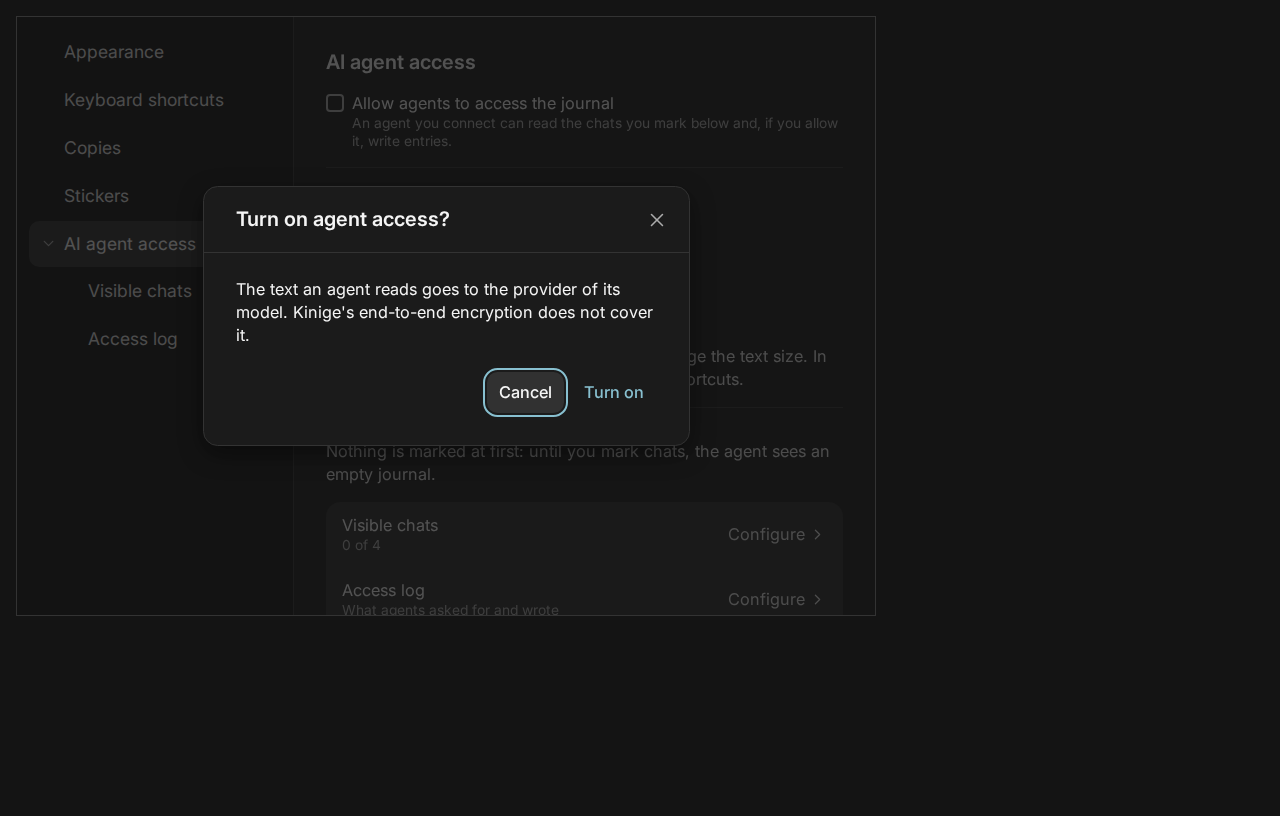 Appearance
Keyboard shortcuts
Copies
Stickers
AI agent access
Visible chats
Access log
AI agent access
Allow agents to access the journal
An agent you connect can read the chats you mark below and, if you allow
it, write entries.
Turn on agent access?
The text an agent reads goes to the provider of its
model. Kinige's end-to-end encryption does not cover
it.
Cancel
Turn on
the text size. In
Nothing is marked at first: until you mark chats, the agent sees an
empty journal.
Visible chats
0 of 4
Configure
Access log
What agents asked for and wrote
Configure